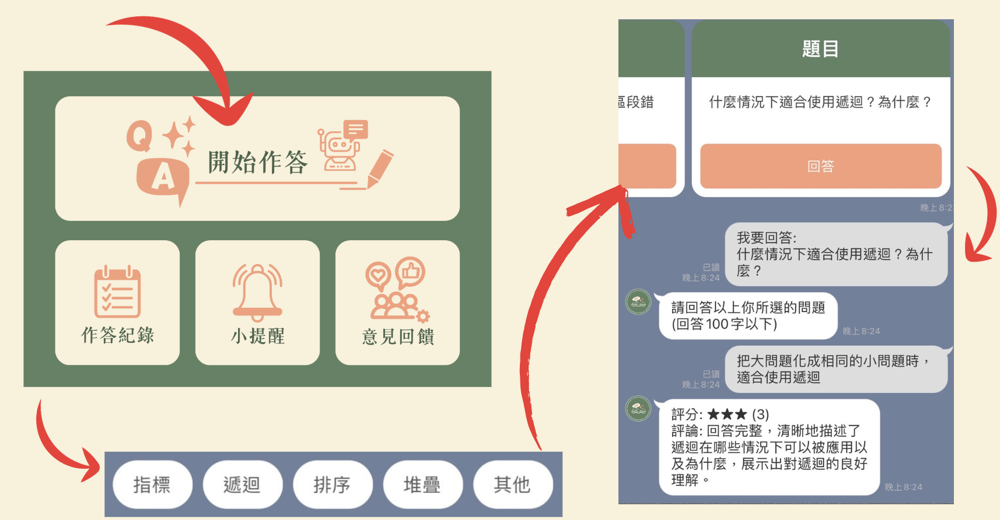 Q
A
開始作答
作答紀錄
小提醒
意見回饋
指標
遞迴
排序
堆疊
其他
題目
區段錯
什麼情況下適合使用遞迴？為什麼？
回答
晚上8:2
我要回答:
什麼情況下適合使用遞迴？為什
麼？
已讀
晚上8:24
請回答以上你所選的問題
(回答100字以下)
晚上8:24
把大問題化成相同的小問題時，
適合使用遞迴
已讀
晚上8:24
評分: ★★★ (3)
評論: 回答完整，清晰地描述了
遞迴在哪些情況下可以被應用以
及為什麼，展示出對遞迴的良好
理解。
晚上8:24